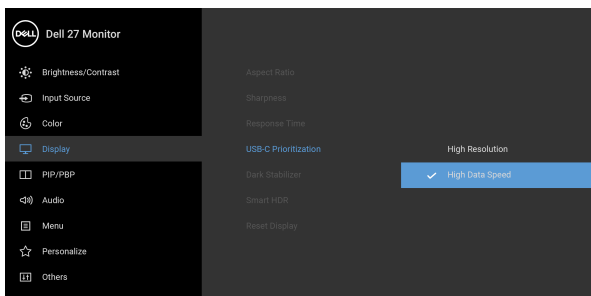 DELL Dell 27 Monitor
Brightness/Contrast
Input Source
Color
Display
PIP/PBP
Audio
Menu
Personalize
Others
Aspect Ratio
Sharpness
Response Time
USB-C Prioritization
Dark Stabilizer
Smart HDR
Reset Display
High Resolution
High Data Speed